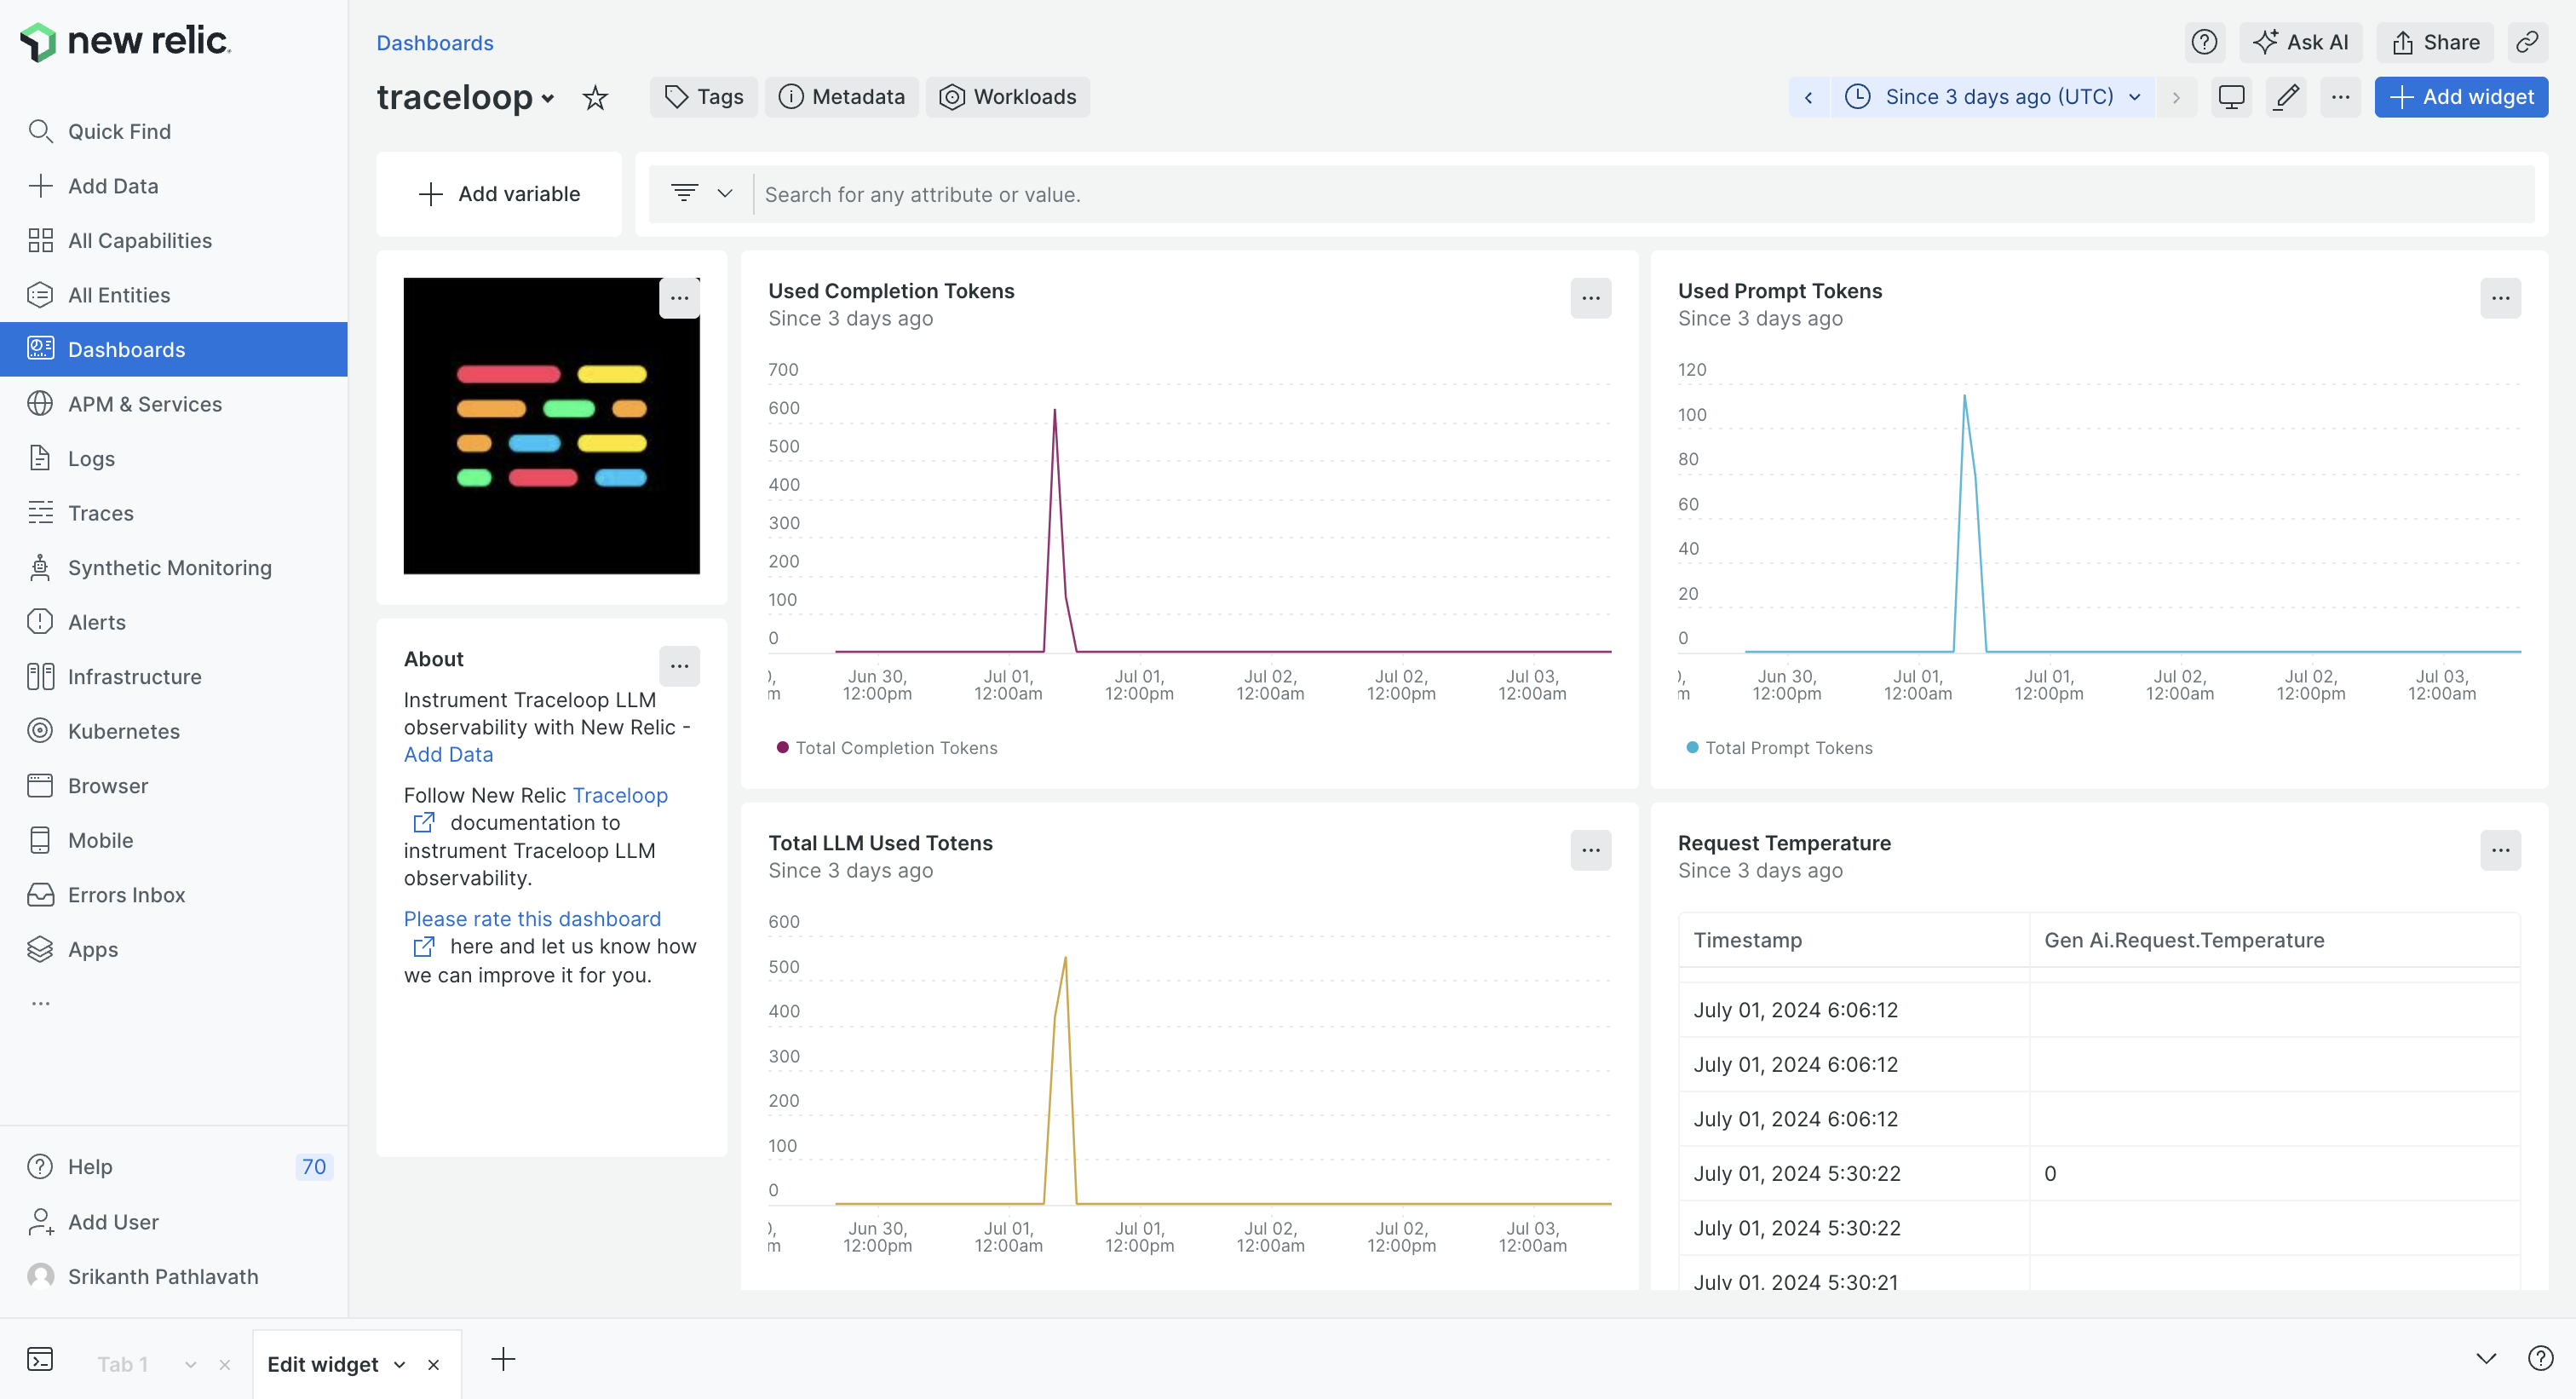 new relic
Quick Find
Add Data
All Capabilities
All Entities
Dashboards
APM & Services
Logs
Traces
Synthetic Monitoring
Alerts
Infrastructure
Kubernetes
Browser
Mobile
Errors Inbox
Apps
...
Help 70
Add User
Srikanth Pathlavath
Dashboards
Ask AI Share
traceloop Tags Metadata Workloads
Since 3 days ago (UTC) ... Add widget
Add variable
Search for any attribute or value.
About
Instrument Traceloop LLM
observability with New Relic -
Add Data
Follow New Relic Traceloop
documentation to
instrument Traceloop LLM
observability.
Please rate this dashboard
here and let us know how
we can improve it for you.
Used Completion Tokens
Since 3 days ago
700
600
500
400
300
200
100
0
), Jun 30, Jul 01, Jul 01, Jul 02, Jul 02, Jul 03,
m 12:00pm 12:00am 12:00pm 12:00am 12:00pm 12:00am
Total Completion Tokens
Used Prompt Tokens
Since 3 days ago
120
100
80
60
40
20
0
), Jun 30, Jul 01, Jul 01, Jul 02, Jul 02, Jul 03,
m 12:00pm 12:00am 12:00pm 12:00am 12:00pm 12:00am
Total Prompt Tokens
Total LLM Used Totens
Since 3 days ago
600
500
400
300
200
100
0
), Jun 30, Jul 01, Jul 01, Jul 02, Jul 02, Jul 03,
m 12:00pm 12:00am 12:00pm 12:00am 12:00pm 12:00am
Request Temperature
Since 3 days ago
Timestamp Gen Ai.Request.Temperature
July 01, 2024 6:06:12
July 01, 2024 6:06:12
July 01, 2024 6:06:12
July 01, 2024 5:30:22 0
July 01, 2024 5:30:22
July 01, 2024 5:30:21
Tab 1 Edit widget